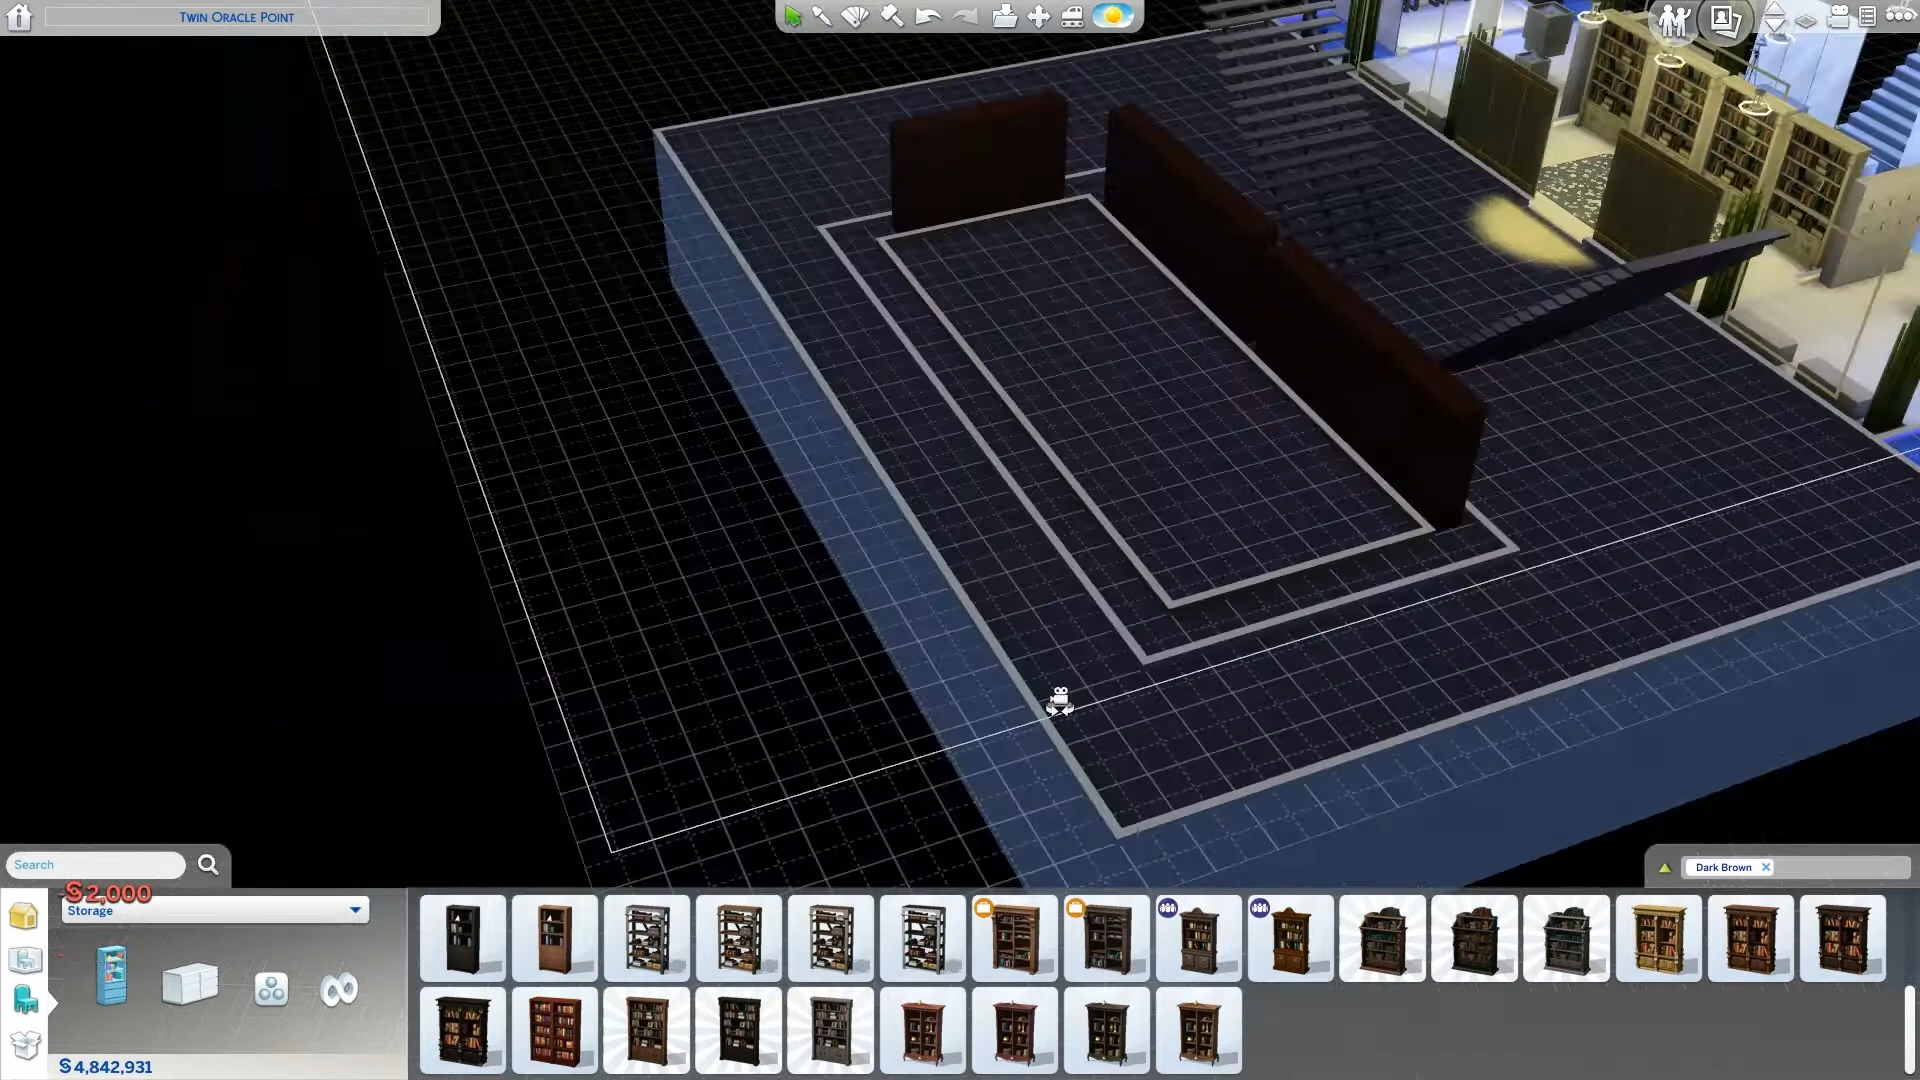 Twin Oracle Point
Search
-§2,000
Storage
§4,842,931
Dark Brown